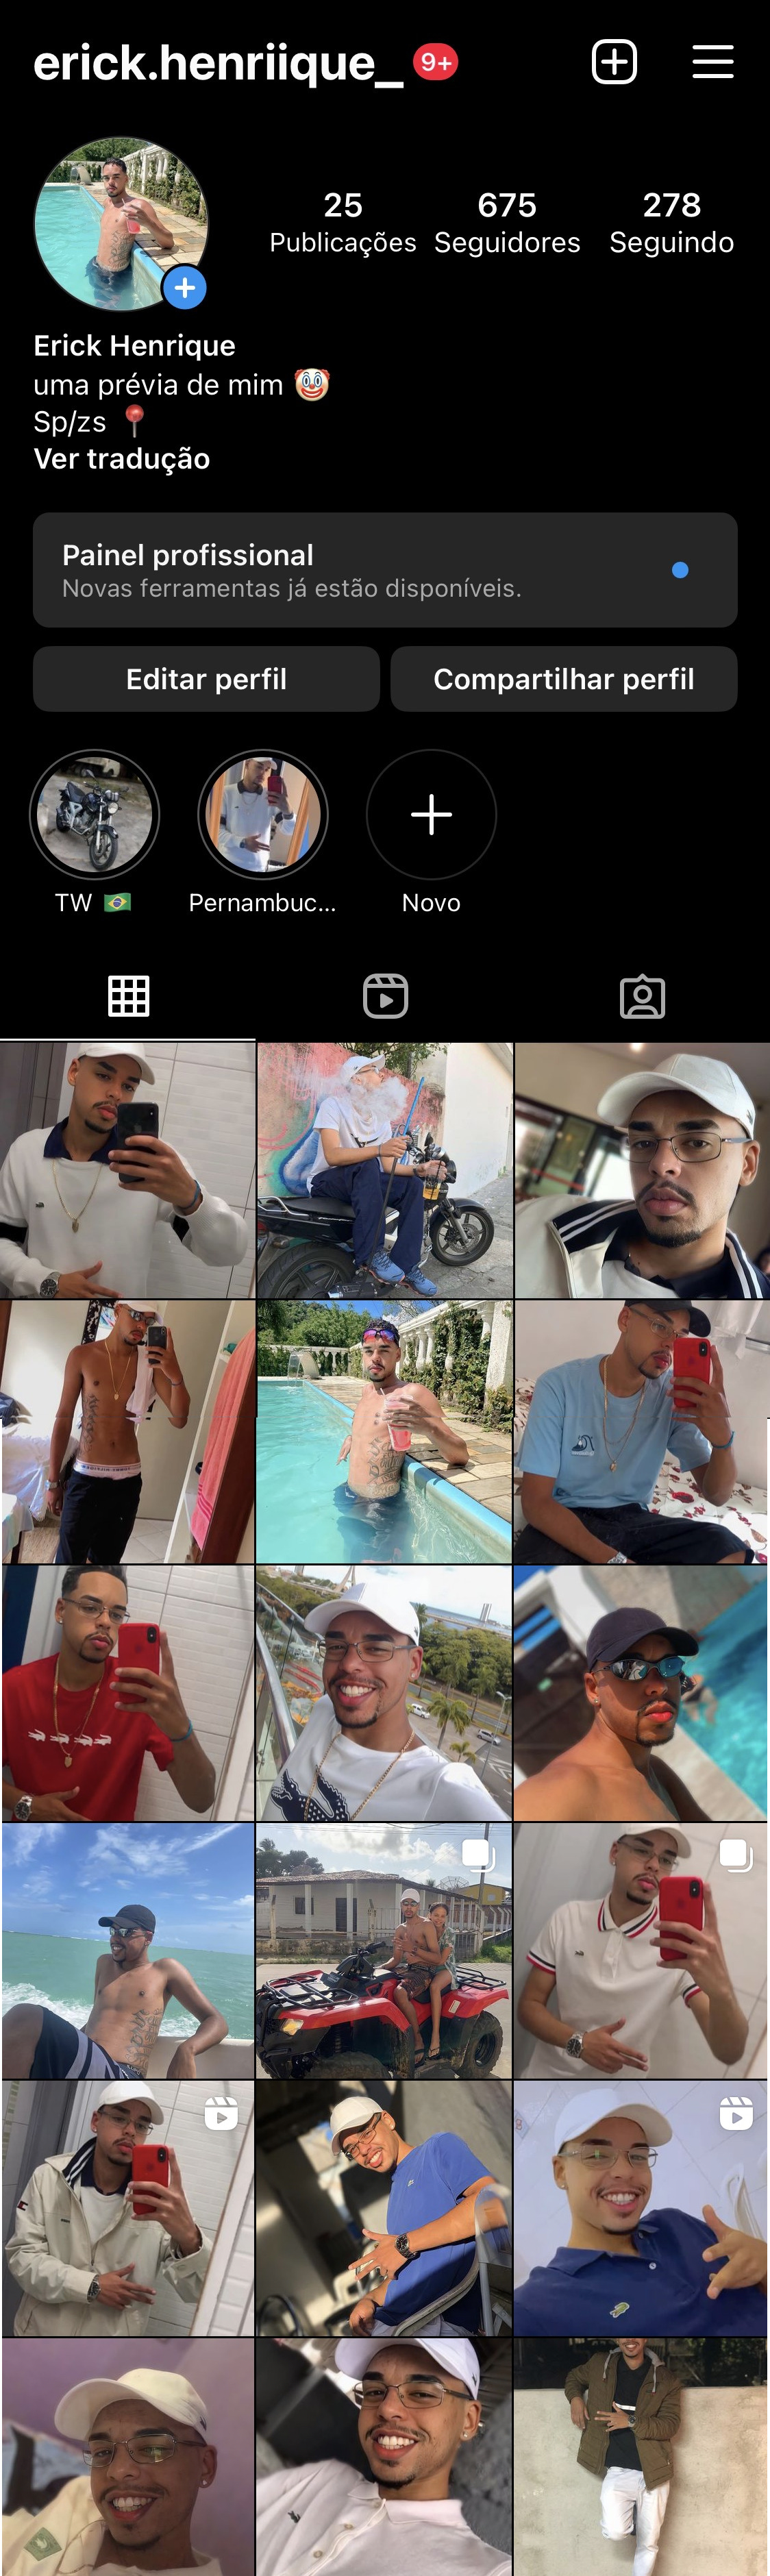 erick.henriique_ 9+
25 675 278
Publicações Seguidores Seguindo
Erick Henrique
uma prévia de mim 🤡
Sp/zs 📍
Ver tradução
Painel profissional
Novas ferramentas já estão disponíveis.
Editar perfil Compartilhar perfil
TW 🇧🇷 Pernambuc... Novo